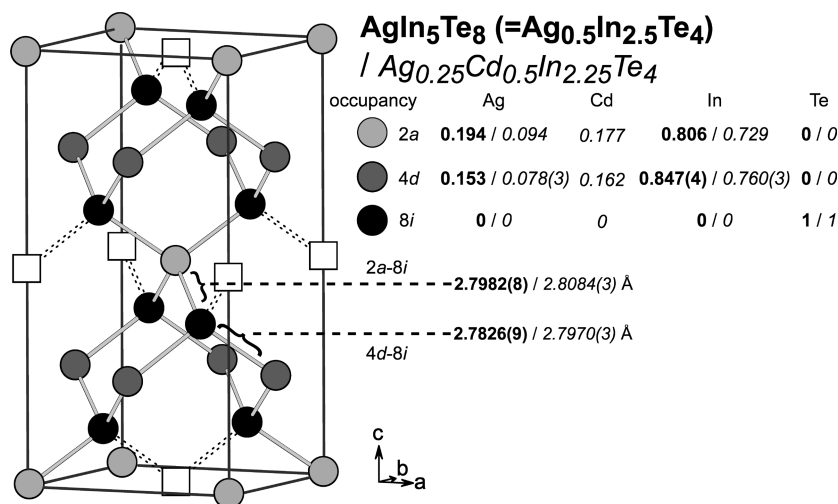 AgIn5Te8 (=Ag0.5In2.5Te4)
/ Ag0.25Cd0.5In2.25Te4
occupancy Ag Cd In Te
2a 0.194 / 0.094 0.177 0.806 / 0.729 0 / 0
4d 0.153 / 0.078(3) 0.162 0.847(4) / 0.760(3) 0 / 0
8i 0 / 0 0 0 / 0 1 / 1
2a-8i
2.7982(8) / 2.8084(3) Å
2.7826(9) / 2.7970(3) Å
4d-8i
c
b
a